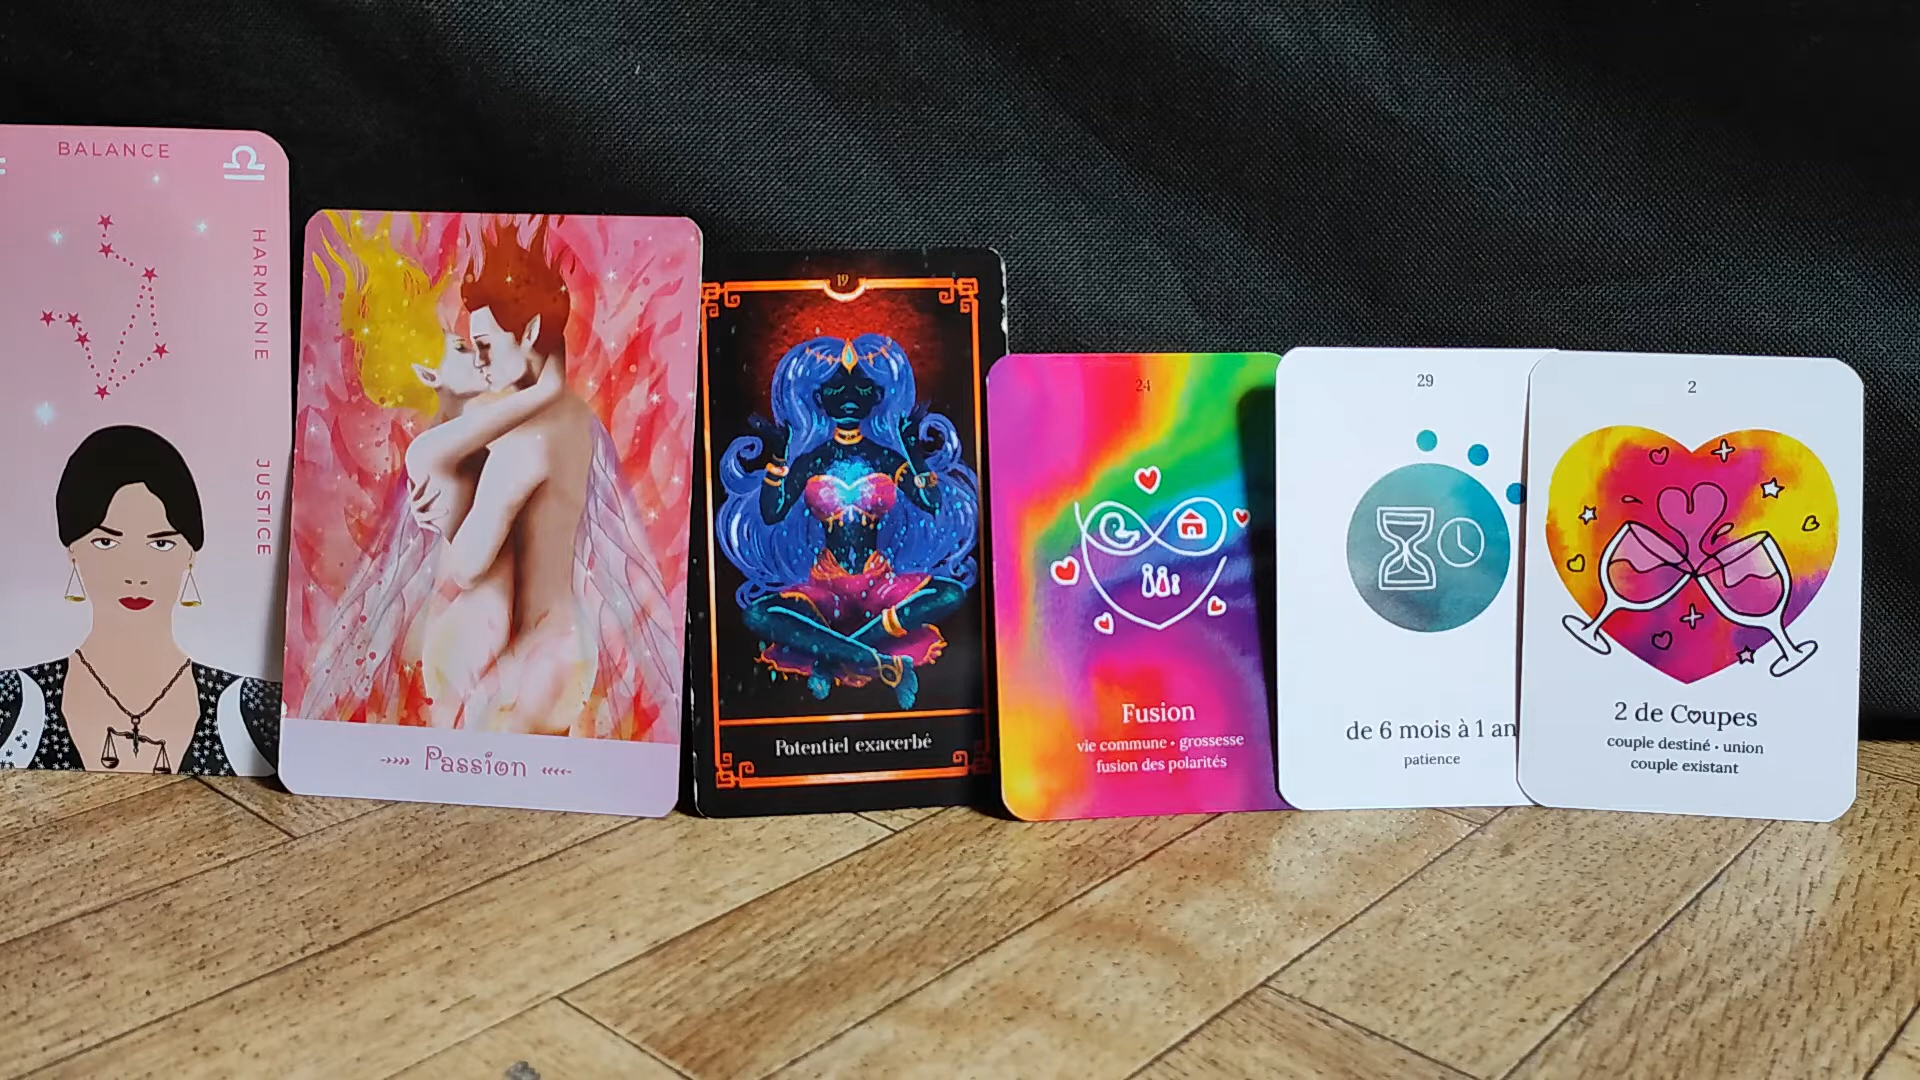 BALANCE
HARMONIE
JUSTICE
Passion
19
Potentiel exacerbé
24
Fusion
vie commune • grossesse
fusion des polarités
29
de 6 mois à 1 an
patience
2
2 de Coupes
couple destiné • union
couple existant